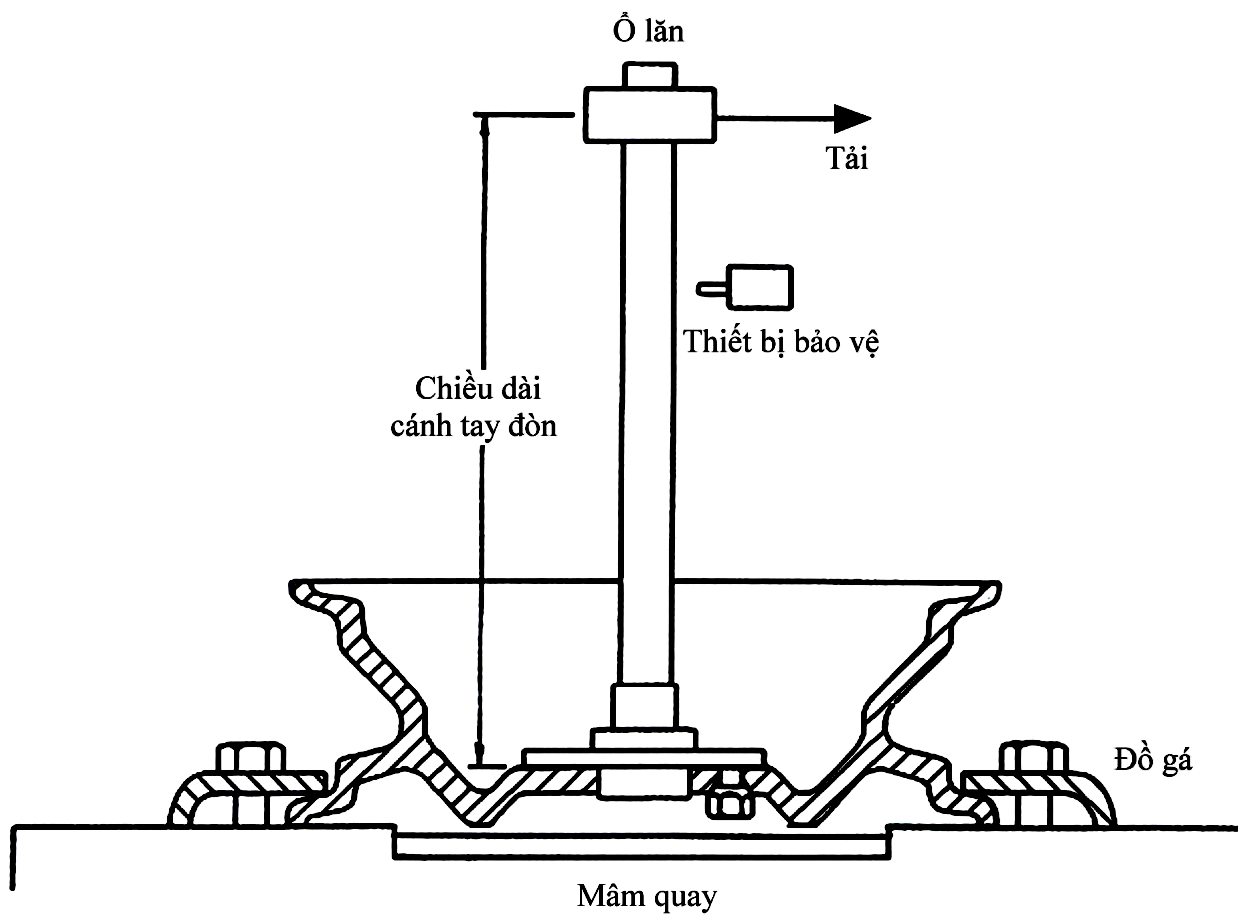 Ổ lăn
Tải
Thiết bị bảo vệ
Chiều dài
cánh tay đòn
Đồ gá
Mâm quay